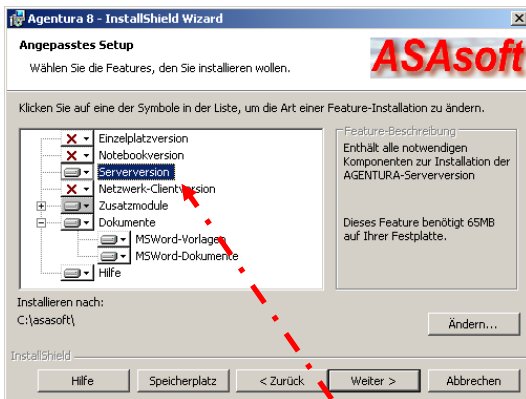 Agentura 8 - InstallShield Wizard
Angepasstes Setup
Wählen Sie die Features, den Sie installieren wollen.
ASAsoft
Klicken Sie auf eine der Symbole in der Liste, um die Art einer Feature-Installation zu ändern.
Einzelplatzversion
Notebookversion
Serverversion
Netzwerk-Clientversion
Zusatzmodule
Dokumente
MSWord-Vorlagen
MSWord-Dokumente
Hilfe
Feature-Beschreibung
Enthält alle notwendigen
Komponenten zur Installation der
AGENTURA-Serverversion
Dieses Feature benötigt 65MB
auf Ihrer Festplatte.
Installieren nach:
C:\asasoft\
Ändern...
InstallShield
Hilfe
Speicherplatz
< Zurück
Weiter >
Abbrechen